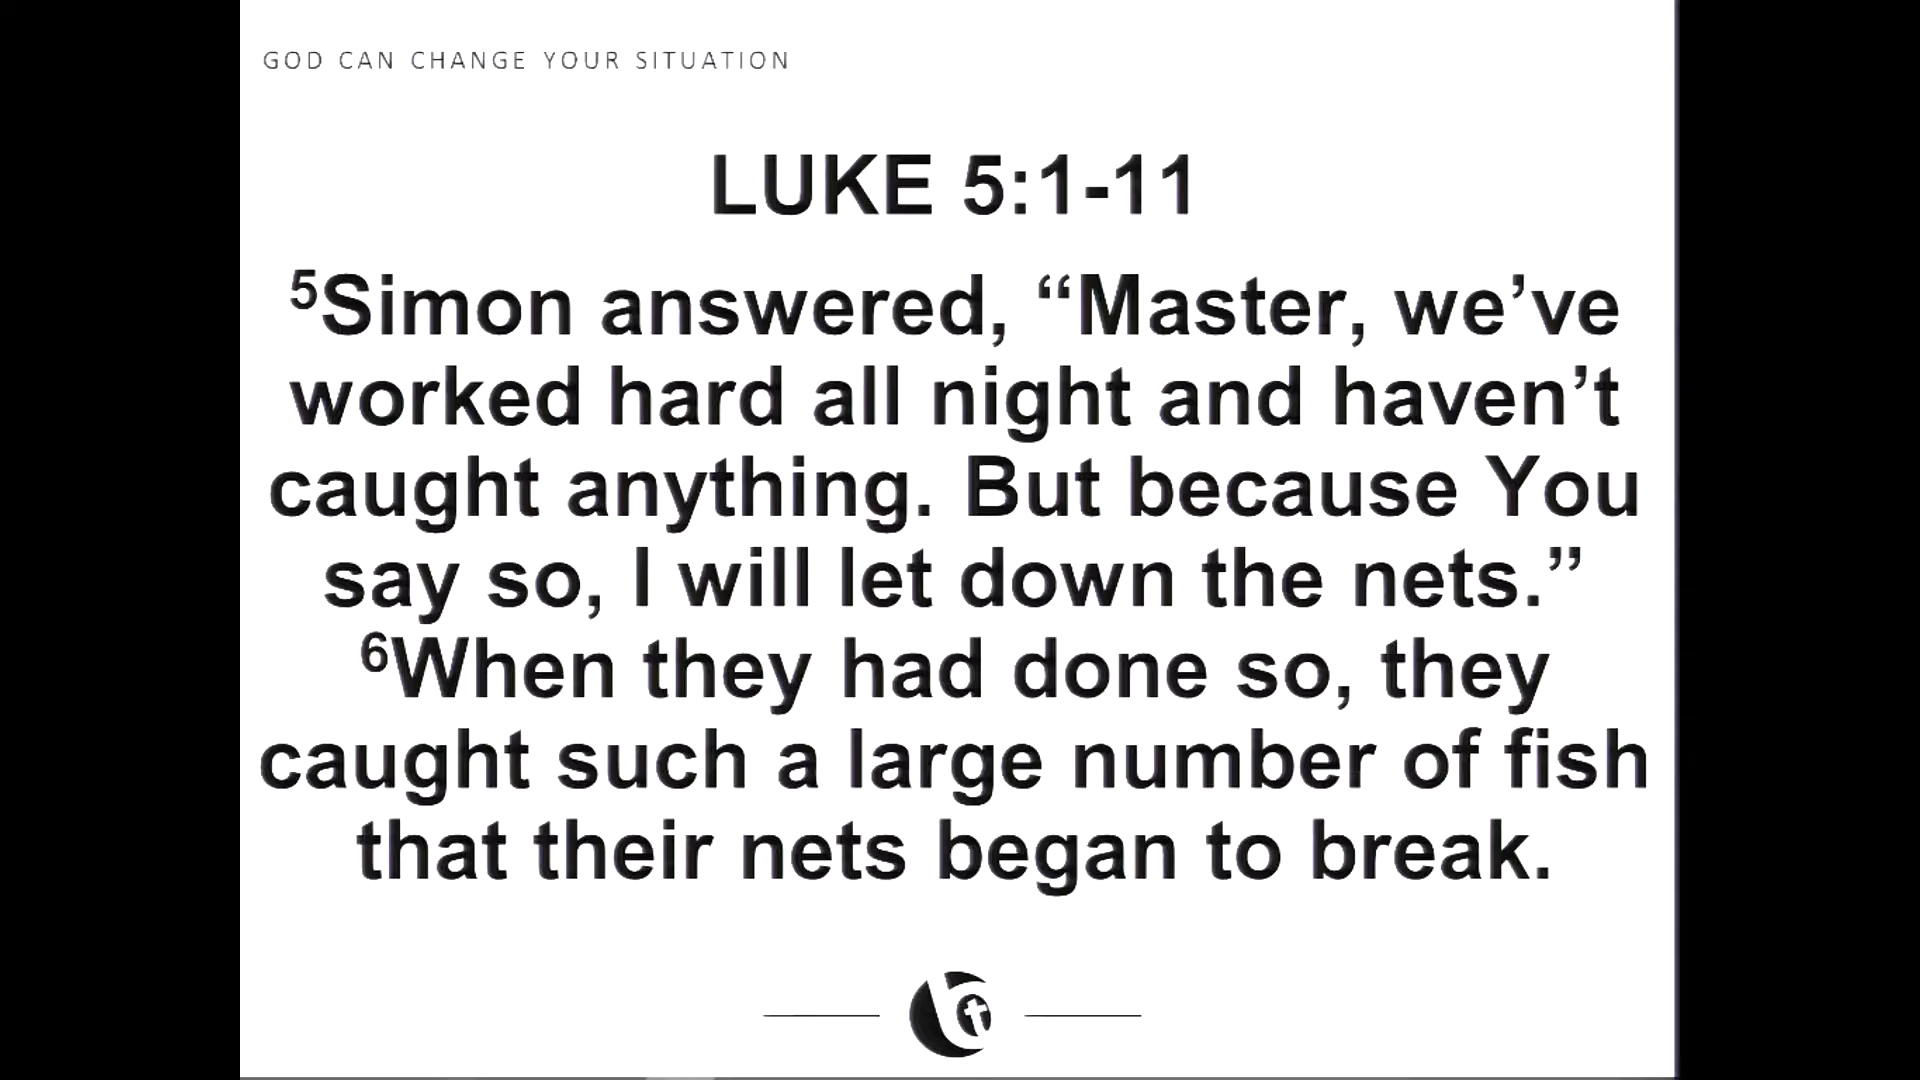 GOD CAN CHANGE YOUR SITUATION
LUKE 5:1-11
⁵Simon answered, “Master, we’ve
worked hard all night and haven’t
caught anything. But because You
say so, I will let down the nets.”
⁶When they had done so, they
caught such a large number of fish
that their nets began to break.